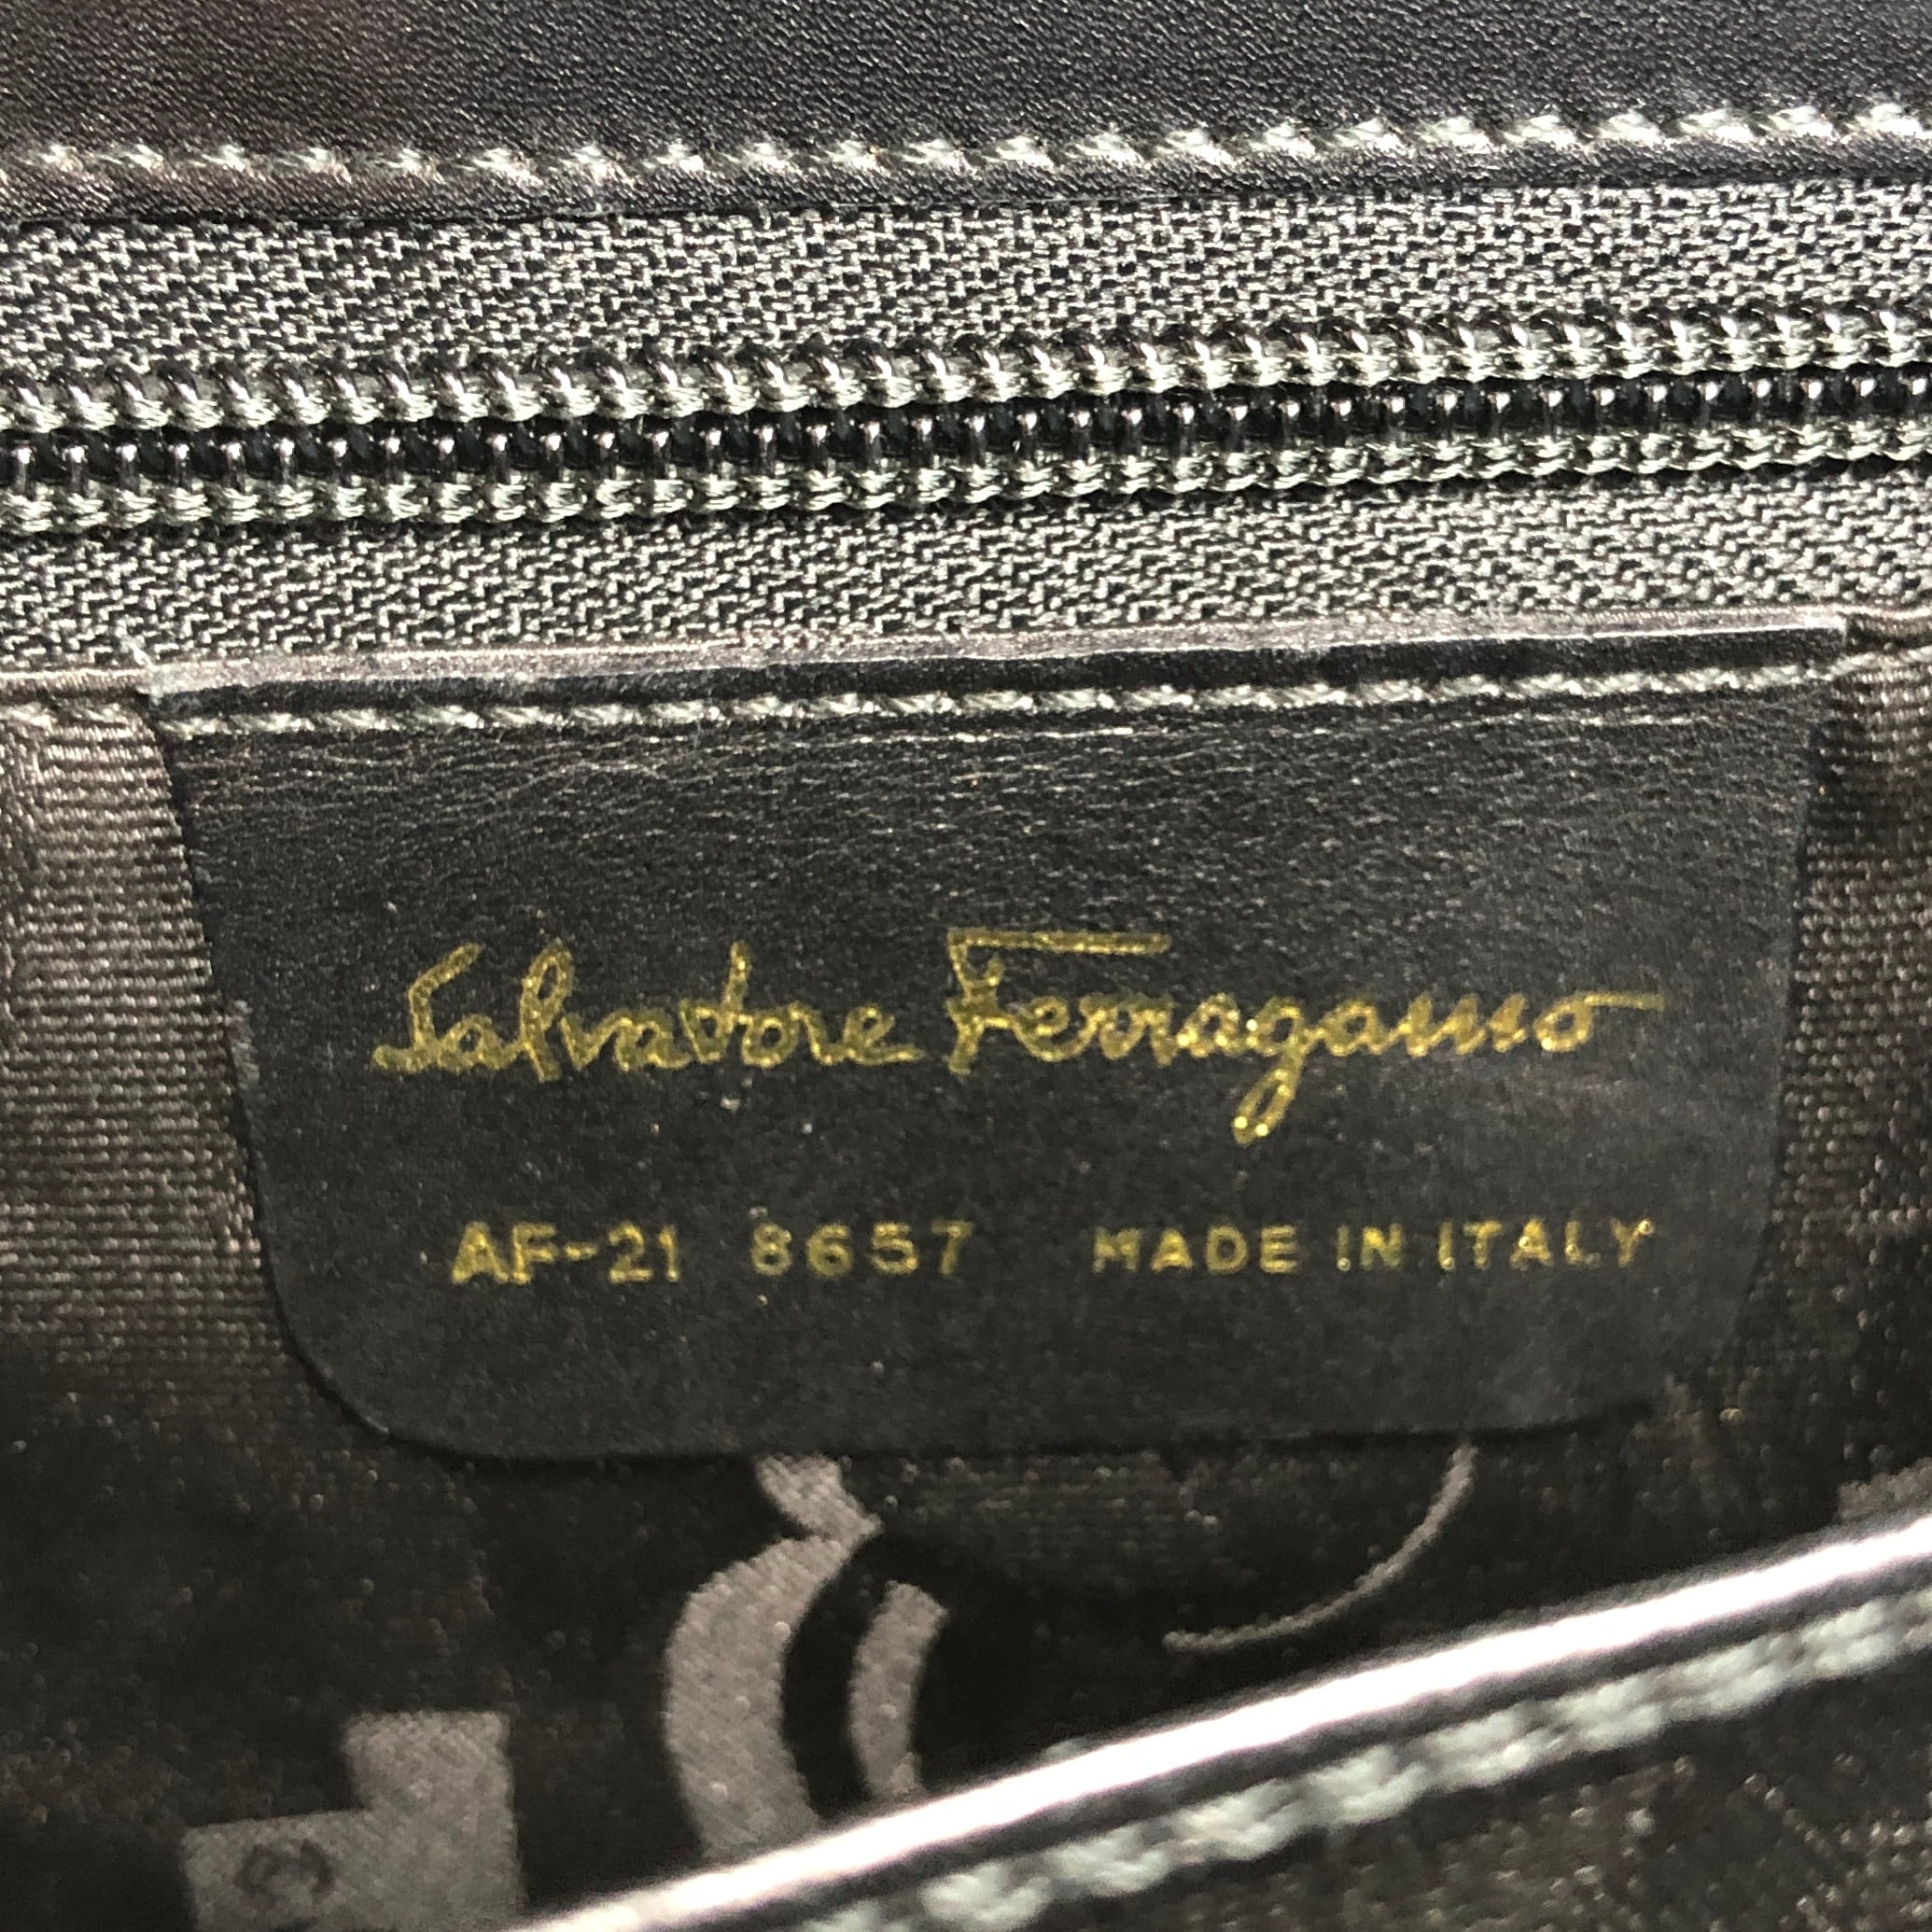 Salvatore Ferragamo
AF-21 8657 MADE IN ITALY